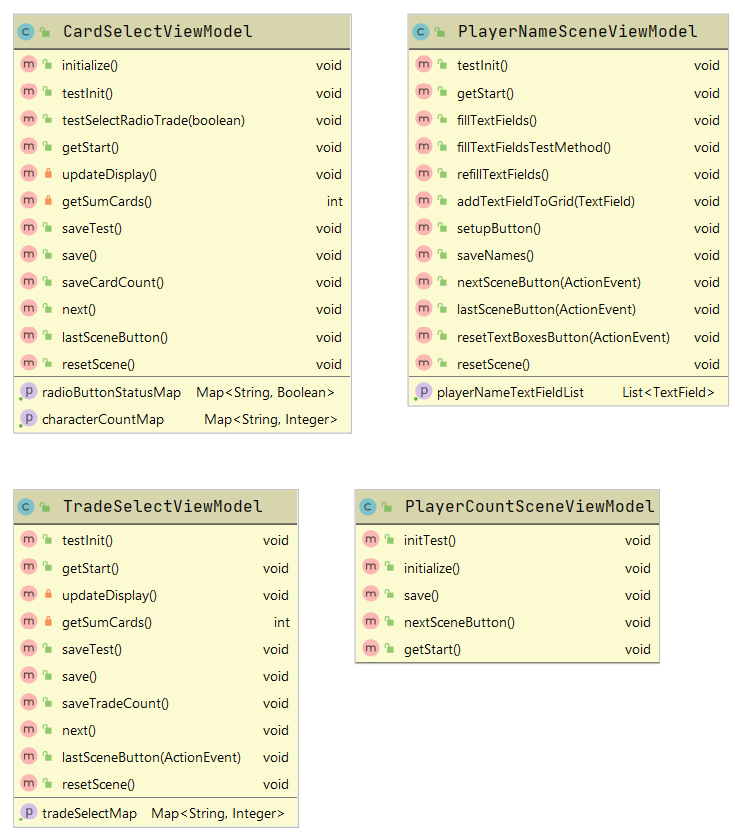 CardSelectViewModel
initialize() void
testInit() void
testSelectRadioTrade(boolean) void
getStart() void
updateDisplay() void
getSumCards() int
saveTest() void
save() void
saveCardCount() void
next() void
lastSceneButton() void
resetScene() void
radioButtonStatusMap Map<String, Boolean>
characterCountMap Map<String, Integer>
PlayerNameSceneViewModel
testInit() void
getStart() void
fillTextFields() void
fillTextFieldsTestMethod() void
refillTextFields() void
addTextFieldToGrid(TextField) void
setupButton() void
saveNames() void
nextSceneButton(ActionEvent) void
lastSceneButton(ActionEvent) void
resetTextBoxesButton(ActionEvent) void
resetScene() void
playerNameTextFieldList List<TextField>
TradeSelectViewModel
testInit() void
getStart() void
updateDisplay() void
getSumCards() int
saveTest() void
save() void
saveTradeCount() void
next() void
lastSceneButton(ActionEvent) void
resetScene() void
tradeSelectMap Map<String, Integer>
PlayerCountSceneViewModel
initTest() void
initialize() void
save() void
nextSceneButton() void
getStart() void